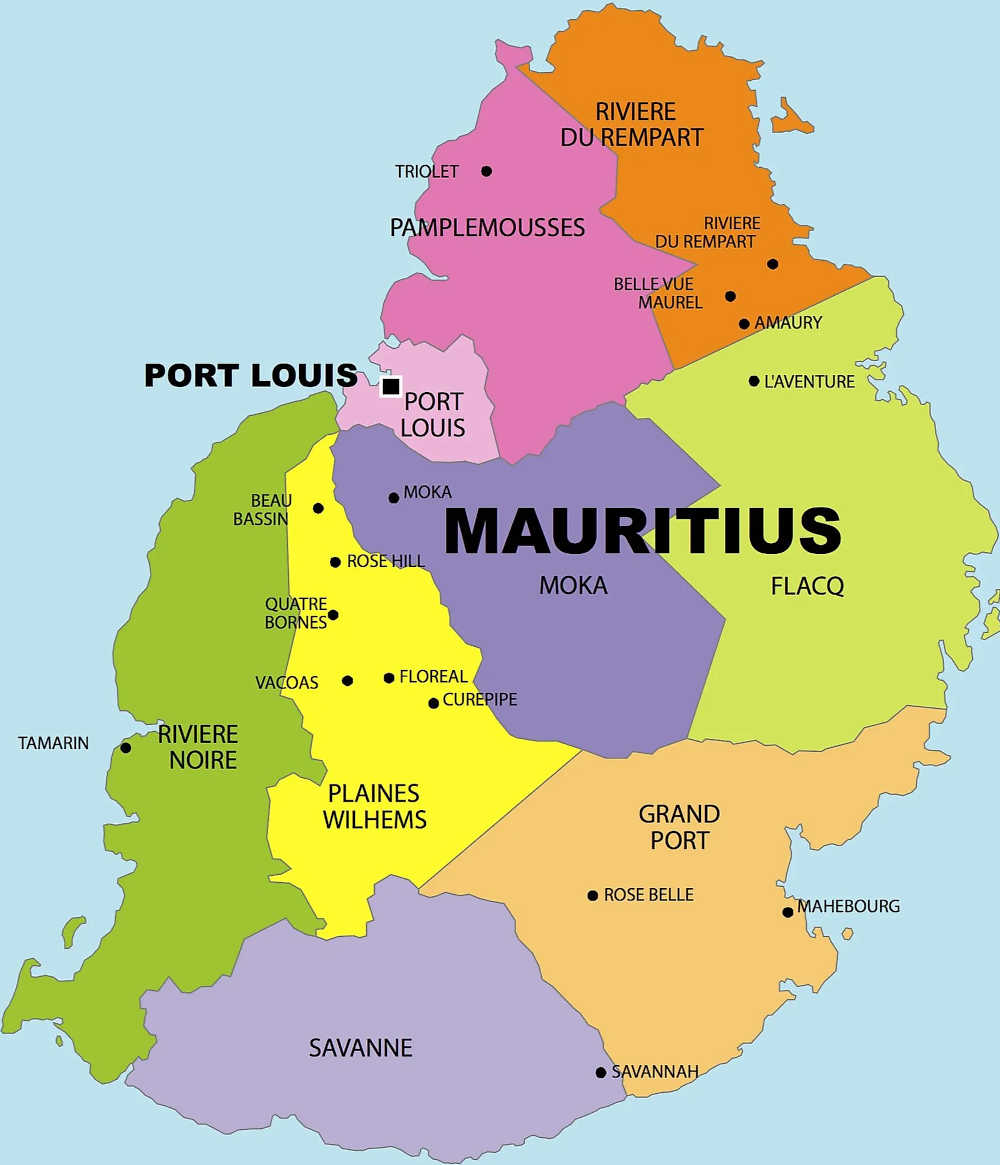 RIVIERE
DU REMPART
TRIOLET
PAMPLEMOUSSES
RIVIERE
DU REMPART
BELLE VUE
MAUREL
AMAURY
PORT LOUIS
L'AVENTURE
PORT
LOUIS
MOKA
BEAU
BASSIN
MAURITIUS
ROSE HILL
MOKA
FLACQ
QUATRE
BORNES
VACOAS
FLOREAL
CUREPIPE
TAMARIN
RIVIERE
NOIRE
PLAINES
WILHEMS
GRAND
PORT
ROSE BELLE
MAHEBOURG
SAVANNE
SAVANNAH